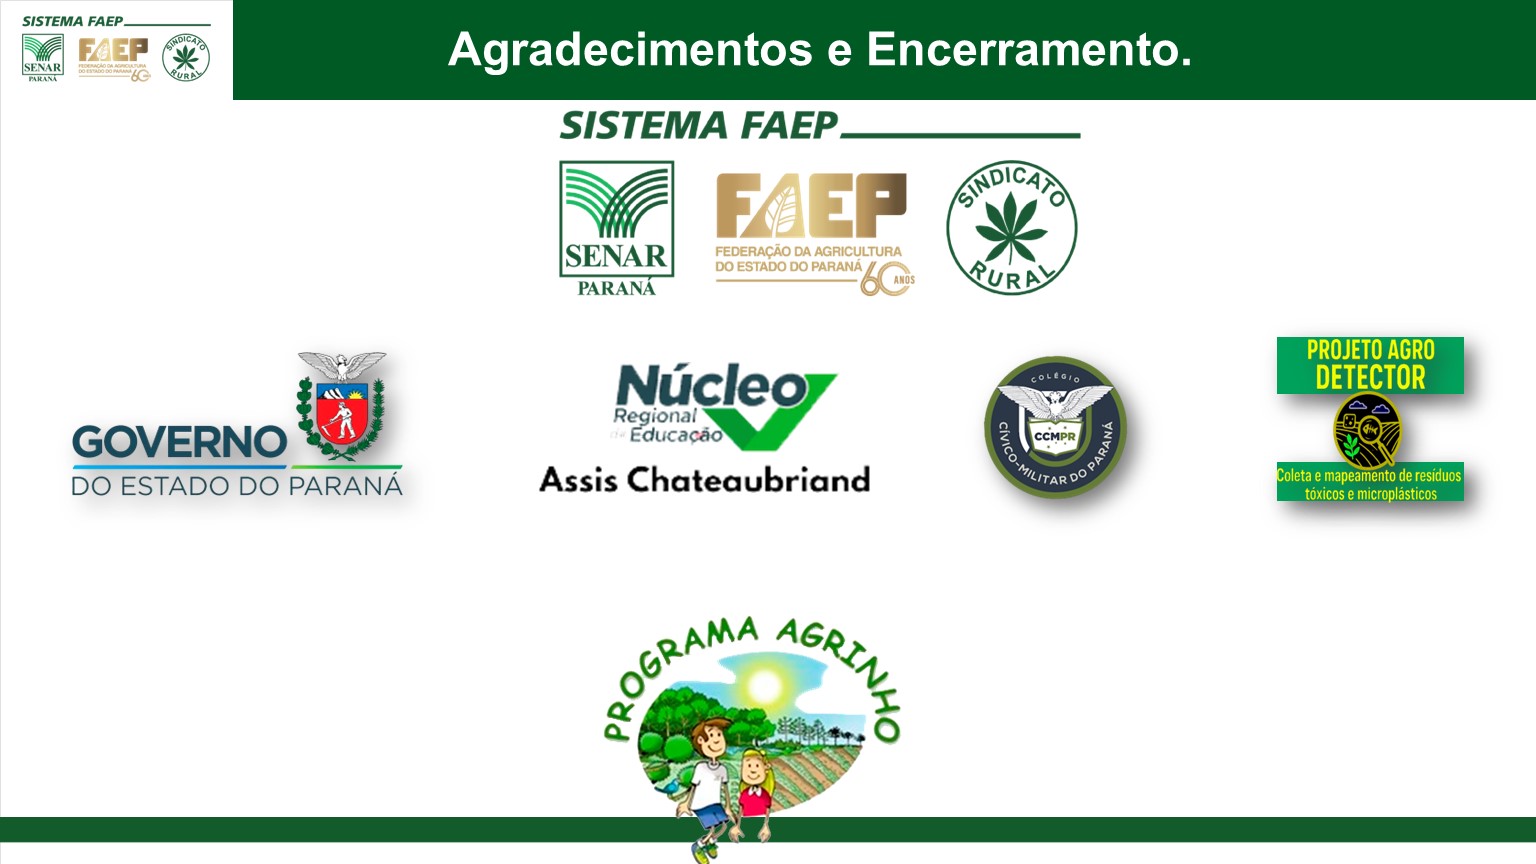 SISTEMA FAEP
SENAR
PARANÁ
FAEP
FEDERAÇÃO DA AGRICULTURA
DO ESTADO DO PARANÁ
60 ANOS
SINDICATO
RURAL
Agradecimentos e Encerramento.
SISTEMA FAEP
SENAR
PARANÁ
FAEP
FEDERAÇÃO DA AGRICULTURA
DO ESTADO DO PARANÁ
60 ANOS
SINDICATO
RURAL
GOVERNO
DO ESTADO DO PARANÁ
Núcleo
Regional
de Educação
Assis Chateaubriand
COLÉGIO
CCMPR
CÍVICO-MILITAR DO PARANÁ
PROJETO AGRO
DETECTOR
Coleta e mapeamento de resíduos
tóxicos e microplásticos
PROGRAMA AGRINHO